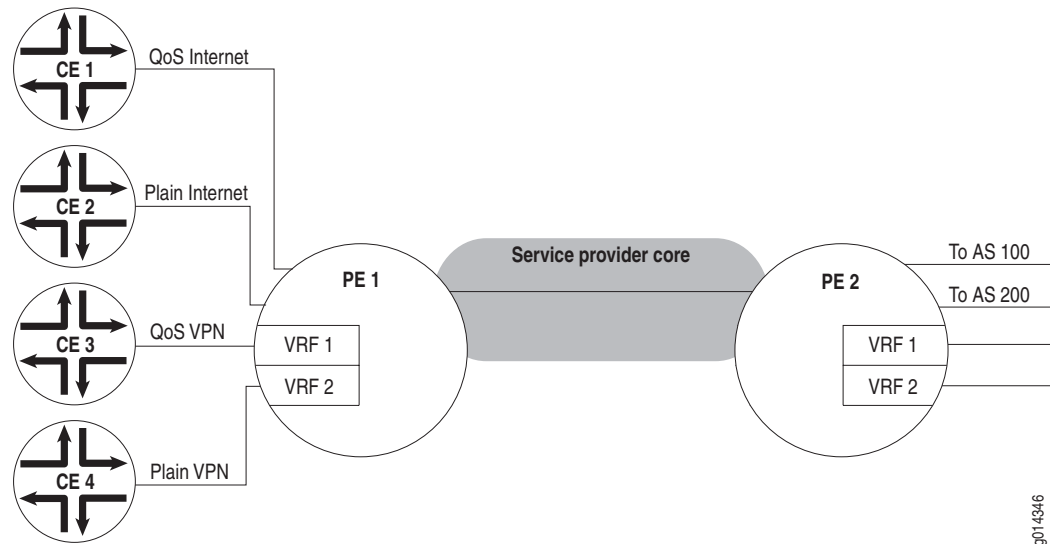 CE 1
QoS Internet
CE 2
Plain Internet
CE 3
QoS VPN
CE 4
Plain VPN
PE 1
VRF 1
VRF 2
Service provider core
PE 2
VRF 1
VRF 2
To AS 100
To AS 200
g014346